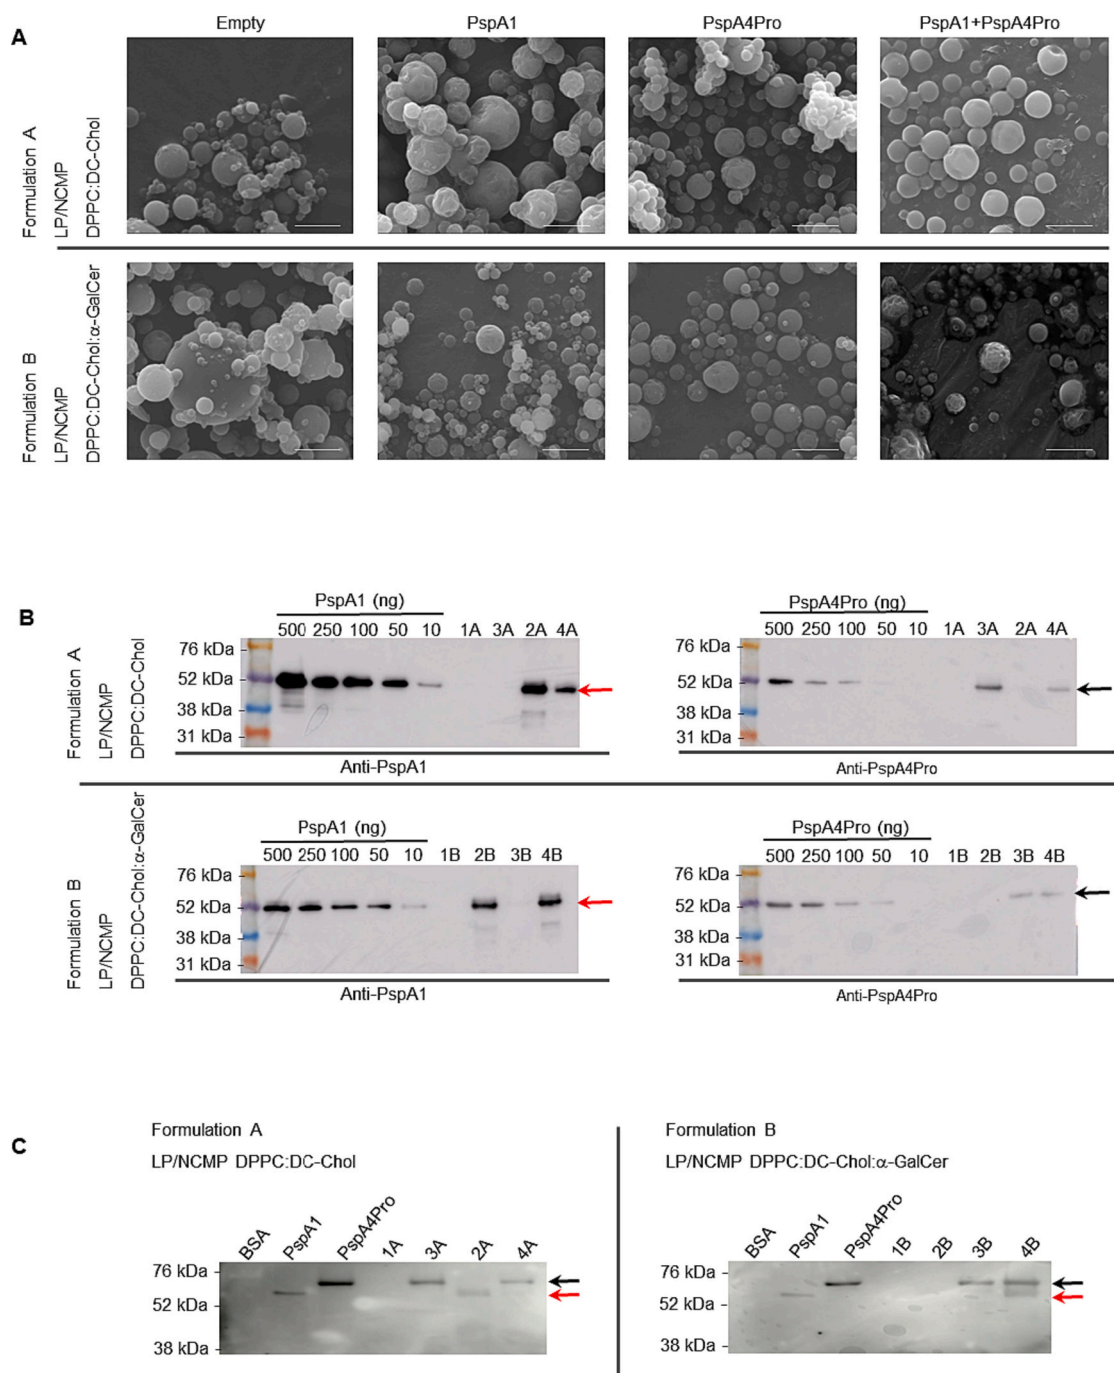 A
Empty
PspA1
PspA4Pro
PspA1+PspA4Pro
Formulation A
LP/NCMP
DPPC:DC-Chol
Formulation B
LP/NCMP
DPPC:DC-Chol:α-GalCer
B
Formulation A
LP/NCMP
DPPC:DC-Chol
PspA1 (ng)
500 250 100 50 10 1A 3A 2A 4A
76 kDa
52 kDa
38 kDa
31 kDa
Anti-PspA1
PspA4Pro (ng)
500 250 100 50 10 1A 3A 2A 4A
76 kDa
52 kDa
38 kDa
31 kDa
Anti-PspA4Pro
Formulation B
LP/NCMP
DPPC:DC-Chol:α-GalCer
PspA1 (ng)
500 250 100 50 10 1B 2B 3B 4B
76 kDa
52 kDa
38 kDa
31 kDa
Anti-PspA1
PspA4Pro (ng)
500 250 100 50 10 1B 2B 3B 4B
76 kDa
52 kDa
38 kDa
31 kDa
Anti-PspA4Pro
C
Formulation A
LP/NCMP DPPC:DC-Chol
BSA PspA1 PspA4Pro 1A 3A 2A 4A
76 kDa
52 kDa
38 kDa
Formulation B
LP/NCMP DPPC:DC-Chol:α-GalCer
BSA PspA1 PspA4Pro 1B 2B 3B 4B
76 kDa
52 kDa
38 kDa